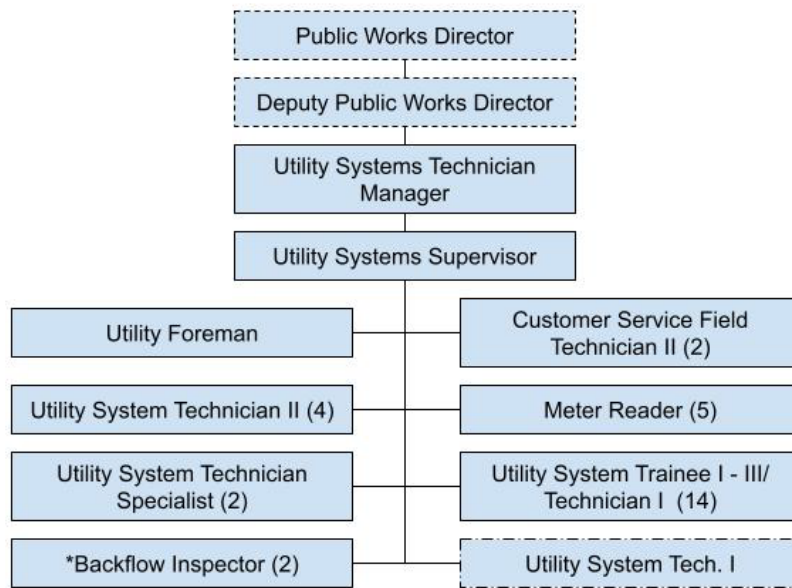 Public Works Director
Deputy Public Works Director
Utility Systems Technician
Manager
Utility Systems Supervisor
Utility Foreman
Customer Service Field
Technician II (2)
Utility System Technician II (4)
Meter Reader (5)
Utility System Technician
Specialist (2)
Utility System Trainee I - III/
Technician I (14)
*Backflow Inspector (2)
Utility System Tech. I